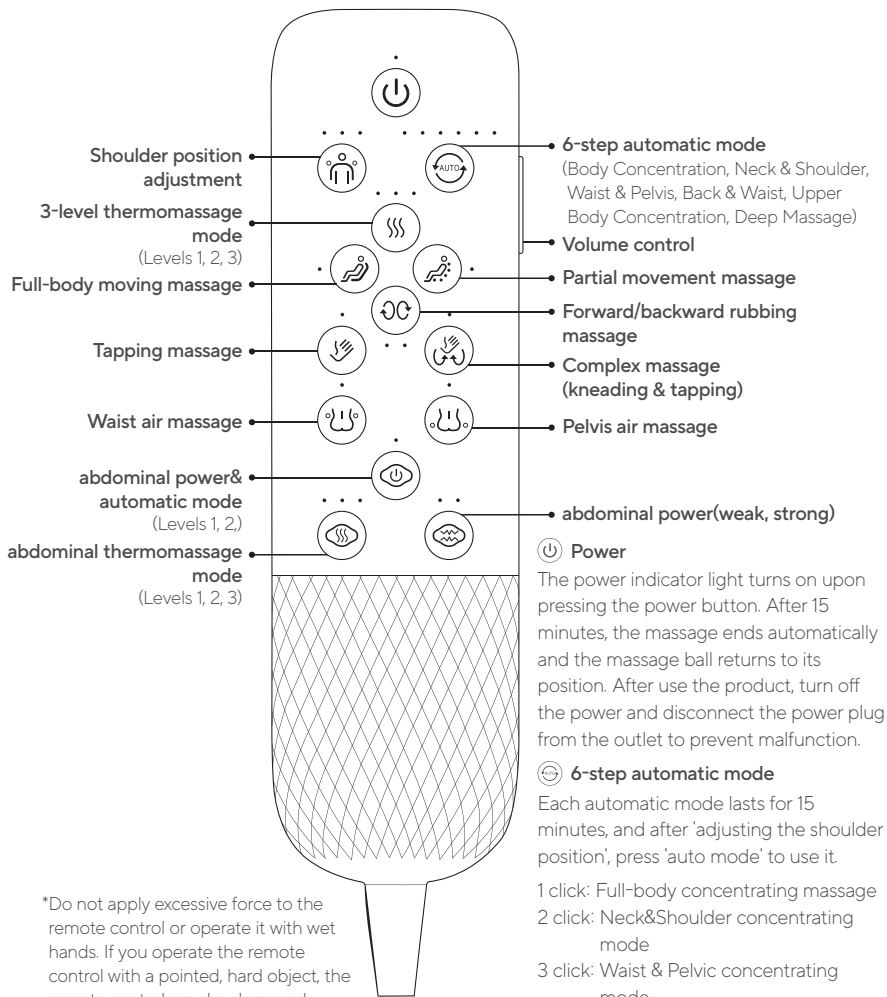 Shoulder position
adjustment
3-level thermomassage
mode
(Levels 1, 2, 3)
Full-body moving massage
Tapping massage
Waist air massage
abdominal power&
automatic mode
(Levels 1, 2,)
abdominal thermomassage
mode
(Levels 1, 2, 3)
AUTO
6-step automatic mode
(Body Concentration, Neck & Shoulder,
Waist & Pelvis, Back & Waist, Upper
Body Concentration, Deep Massage)
Volume control
Partial movement massage
Forward/backward rubbing
massage
Complex massage
(kneading & tapping)
Pelvis air massage
abdominal power(weak, strong)
Power
The power indicator light turns on upon
pressing the power button. After 15
minutes, the massage ends automatically
and the massage ball returns to its
position. After use the product, turn off
the power and disconnect the power plug
from the outlet to prevent malfunction.
6-step automatic mode
Each automatic mode lasts for 15
minutes, and after 'adjusting the shoulder
position', press 'auto mode' to use it.
1 click: Full-body concentrating massage
2 click: Neck&Shoulder concentrating
mode
3 click: Waist & Pelvic concentrating
*Do not apply excessive force to the
remote control or operate it with wet
hands. If you operate the remote
control with a pointed, hard object, the